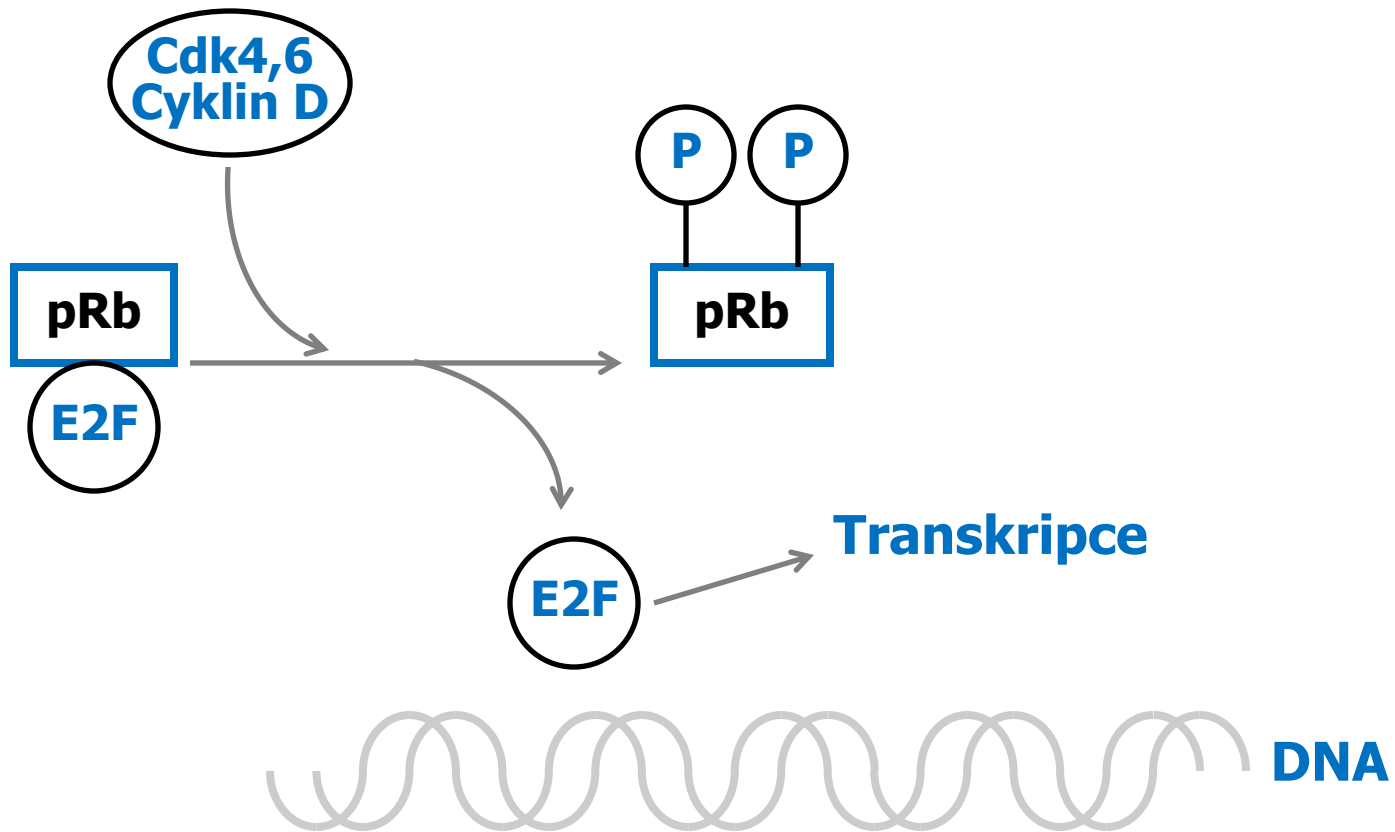 Cdk4,6
Cyklin D
P
P
pRb
pRb
E2F
Transkripce
E2F
DNA